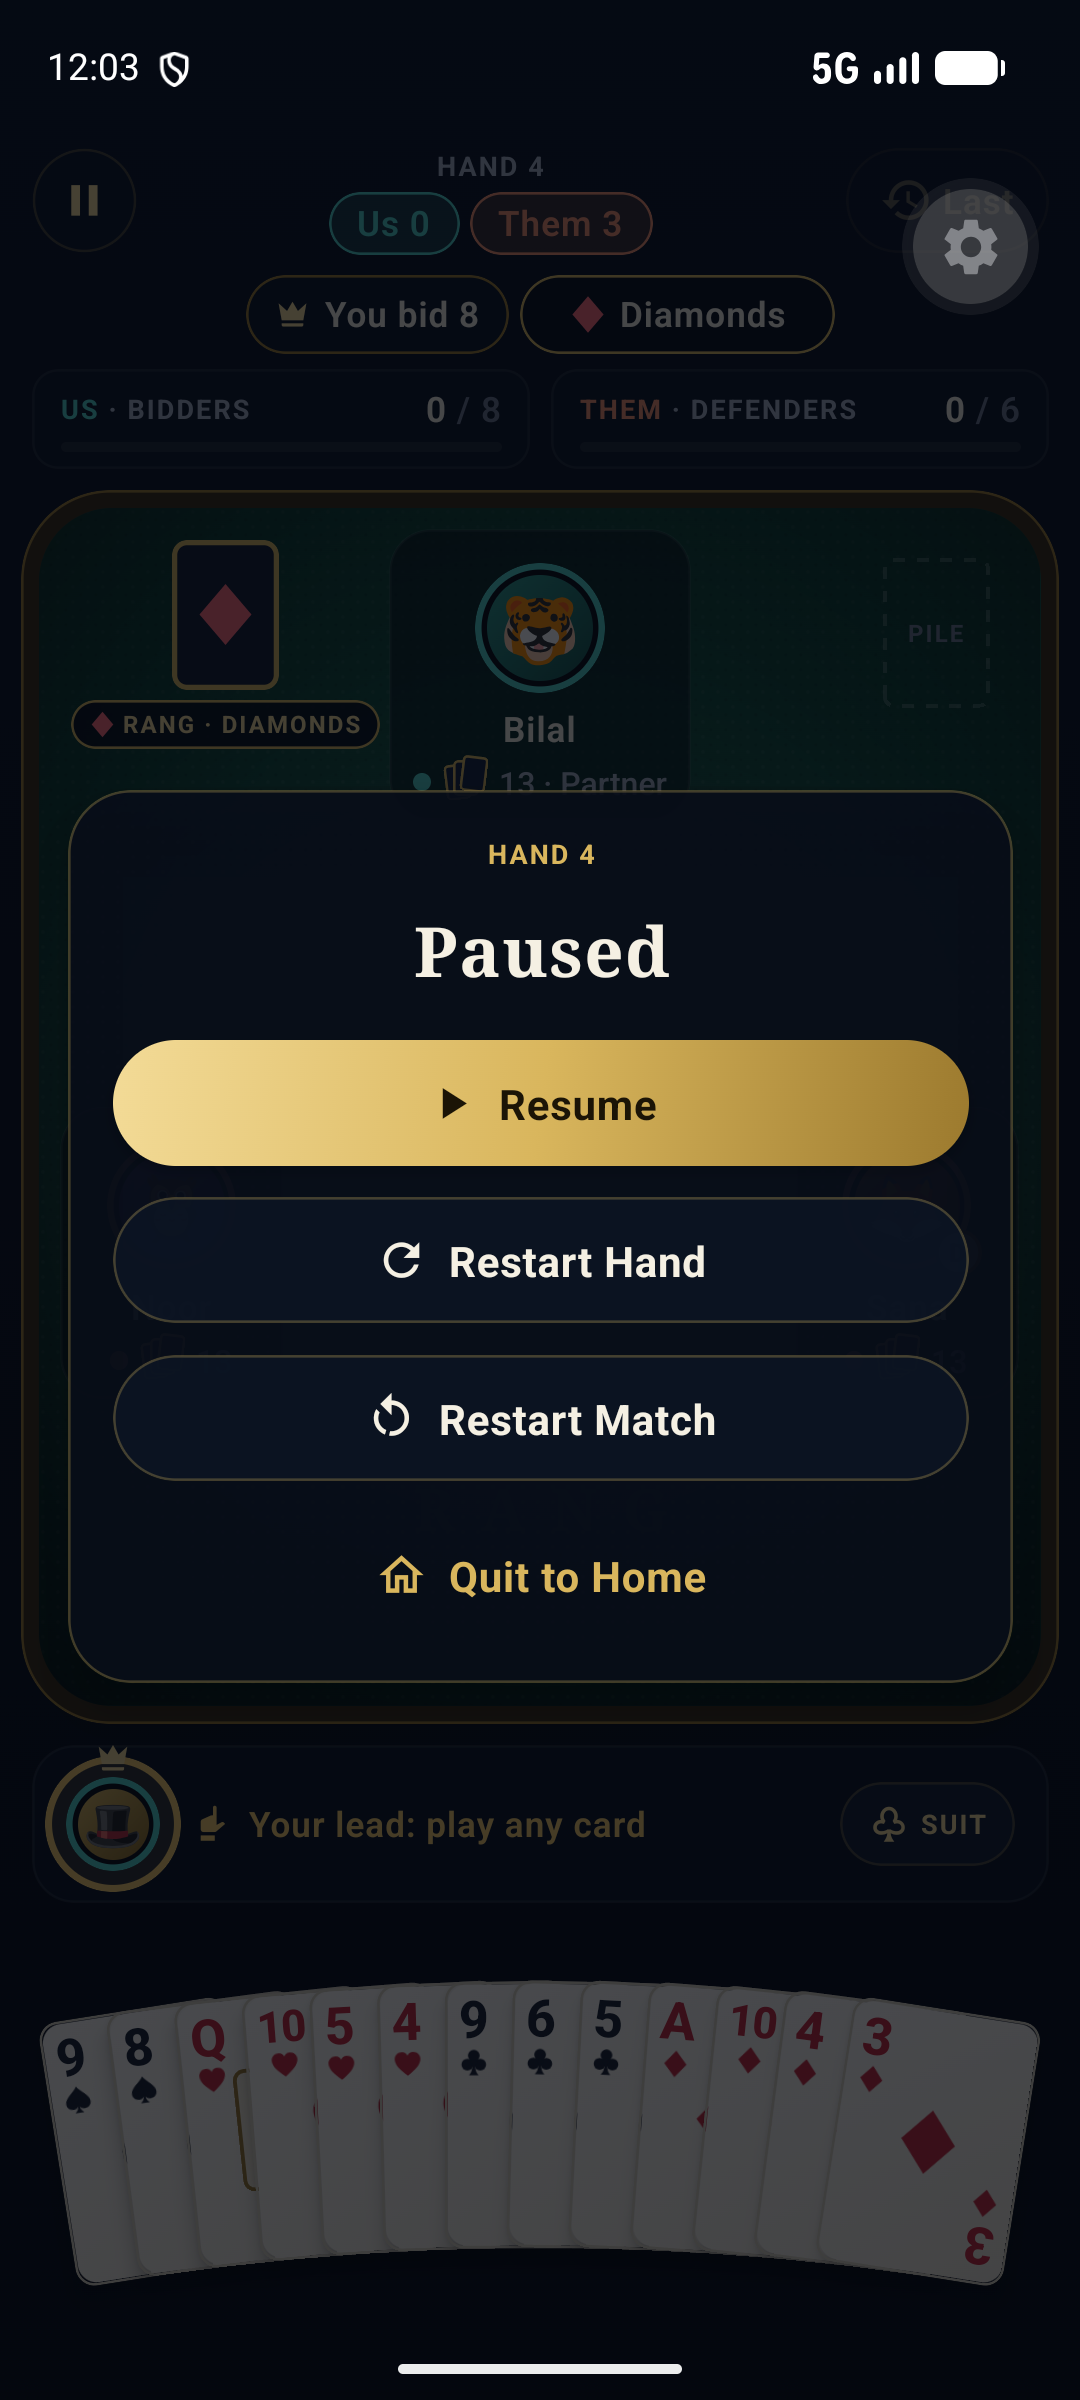 12:03
5G
HAND 4
Last
Us 0
Them 3
You bid 8
Diamonds
US · BIDDERS
0 / 8
THEM · DEFENDERS
0 / 6
PILE
RANG · DIAMONDS
Bilal
13 · Partner
HAND 4
Paused
Resume
Restart Hand
Restart Match
Quit to Home
Your lead: play any card
SUIT
9
8
Q
10
5
4
9
6
5
A
10
4
3
3